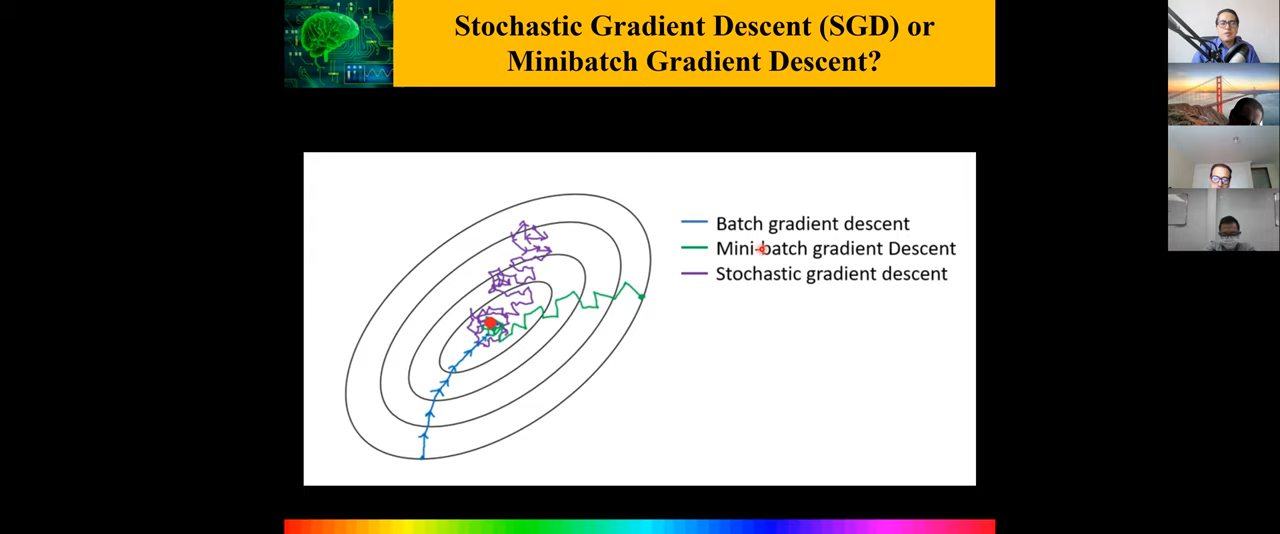 Stochastic Gradient Descent (SGD) or
Minibatch Gradient Descent?
Batch gradient descent
Mini-batch gradient Descent
Stochastic gradient descent